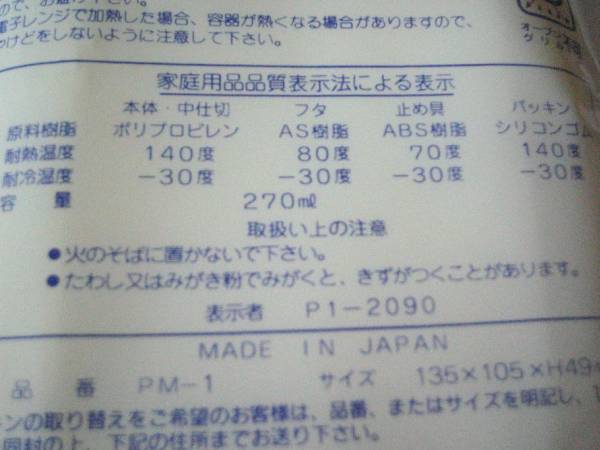 電子レンジで加熱した場合、容器が熱くなる場合がありますので、
やけどをしないように注意して下さい。
家庭用品品質表示法による表示
本体・中仕切 フタ 止め具 パッキン
原料樹脂 ポリプロピレン AS樹脂 ABS樹脂 シリコンゴム
耐熱温度 140度 80度 70度 140度
耐冷温度 −30度 −30度 −30度 −30度
容 量 270mℓ
取扱い上の注意
●火のそばに置かないで下さい。
●たわし又はみがき粉でみがくと、きずがつくことがあります。
表示者 P1−2090
MADE IN JAPAN
品 番 PM−1 サイズ 135×105×H49
ンの取り替えをご希望のお客様は、品番、またはサイズを明記し、
同封の上、下記の住所までお送り下さい。